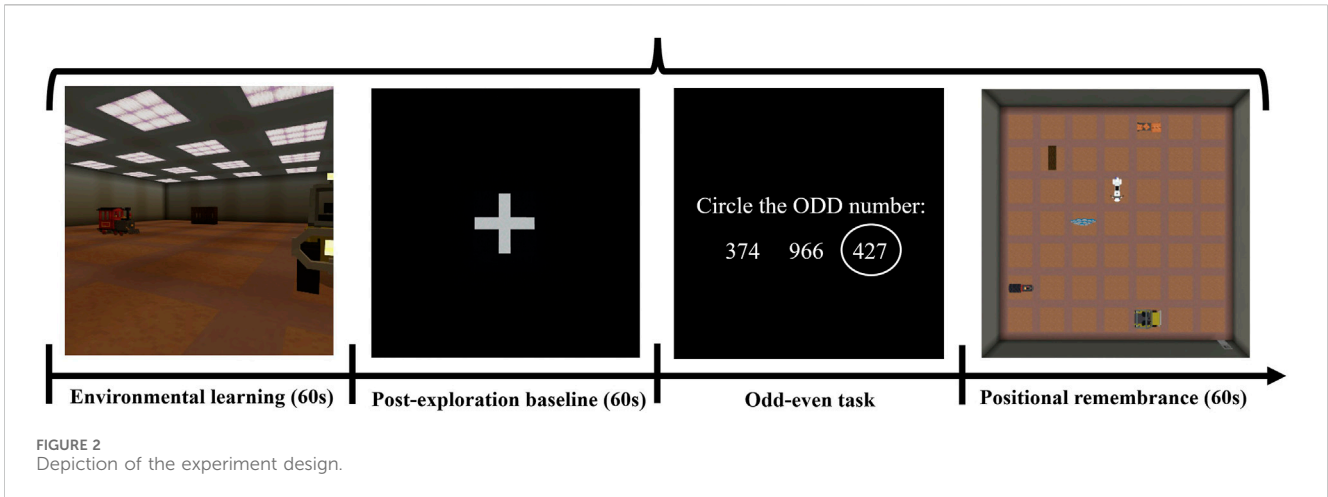 Circle the ODD number:
374 966 427
Environmental learning (60s)
Post-exploration baseline (60s)
Odd-even task
Positional remembrance (60s)
FIGURE 2
Depiction of the experiment design.